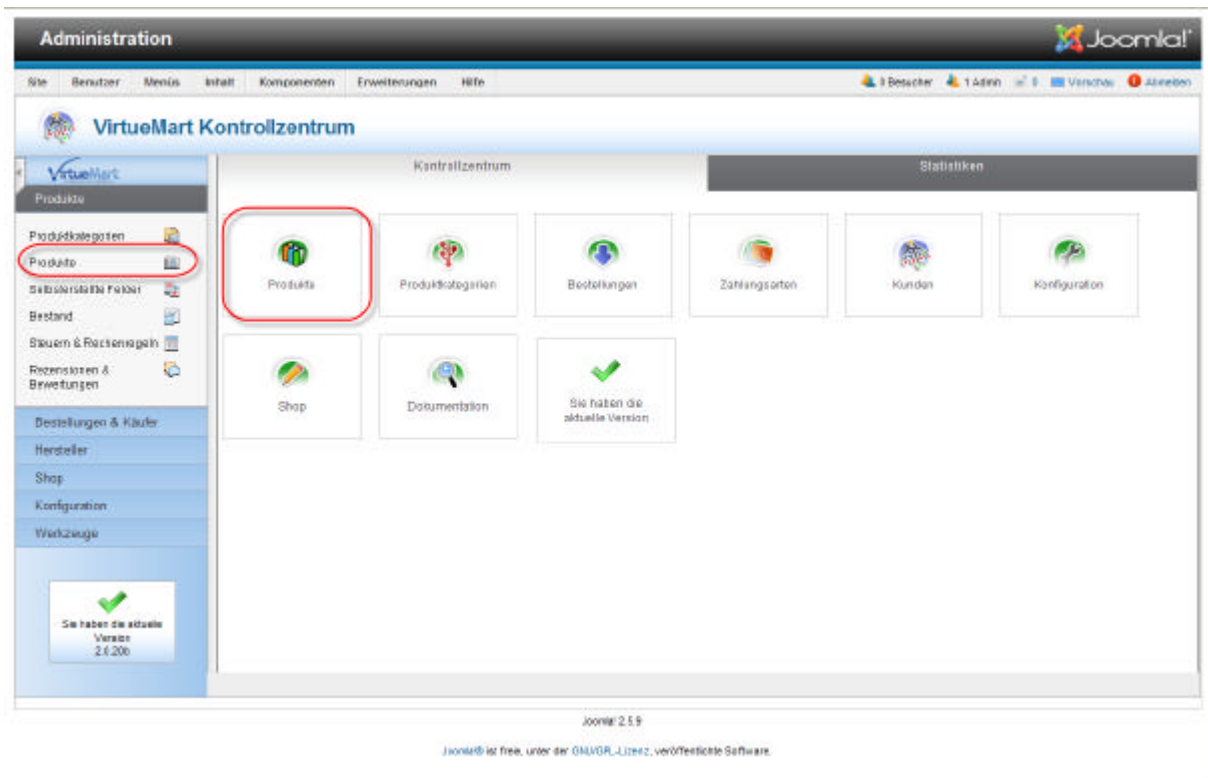 Administration
Joomla!
Site Benutzer Menüs Inhalt Komponenten Erweiterungen Hilfe
Besucher 1 Admin Vorschau Abmelden
VirtueMart Kontrollzentrum
VirtueMart
Kontrollzentrum
Statistiken
Produkte
Produktkategorien
Produkte
Selbsterstellte Felder
Bestand
Steuern & Rechenregeln
Rezensionen &
Bewertungen
Bestellungen & Käufer
Hersteller
Shop
Konfiguration
Werkzeuge
Sie haben die aktuelle
Version
2.0.20b
Produkte
Produktkategorien
Bestellungen
Zahlungsarten
Kunden
Konfiguration
Shop
Dokumentation
Sie haben die
aktuelle Version
Joomla! 2.5.9
Joomla!® ist freie, unter der GNU/GPL-Lizenz, veröffentlichte Software.